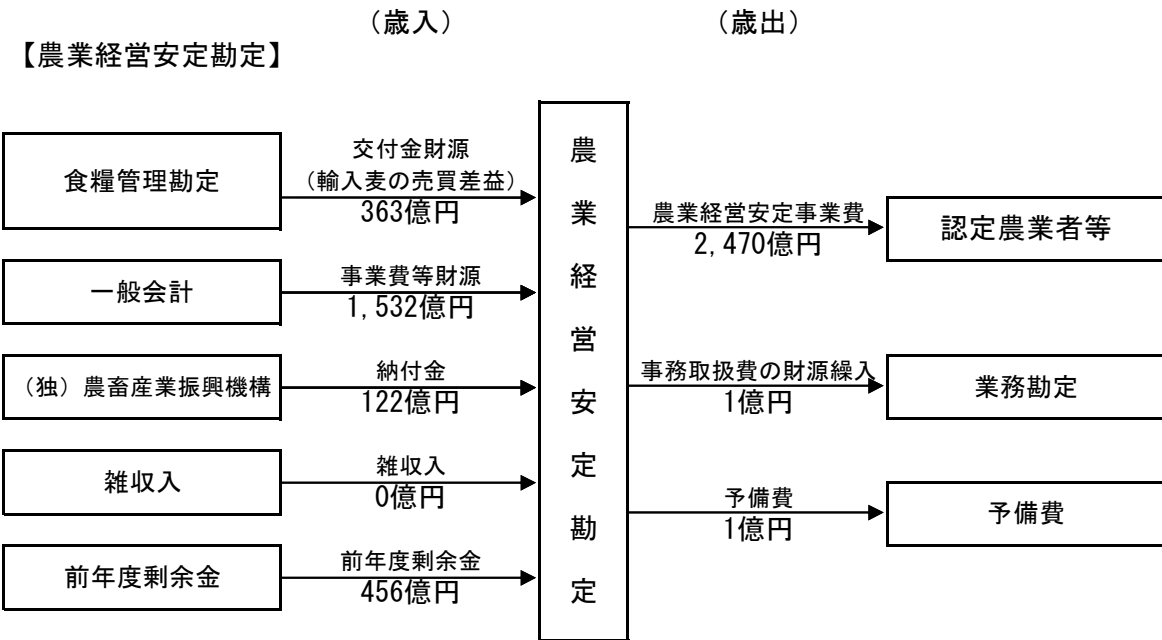 (歳入)
(歳出)
【農業経営安定勘定】
食糧管理勘定
交付金財源
(輸入麦の売買差益)
363億円
一般会計
事業費等財源
1,532億円
(独)農畜産業振興機構
納付金
122億円
雑収入
雑収入
0億円
前年度剰余金
前年度剰余金
456億円
農業経営安定勘定
農業経営安定事業費
2,470億円
認定農業者等
事務取扱費の財源繰入
1億円
業務勘定
予備費
1億円
予備費